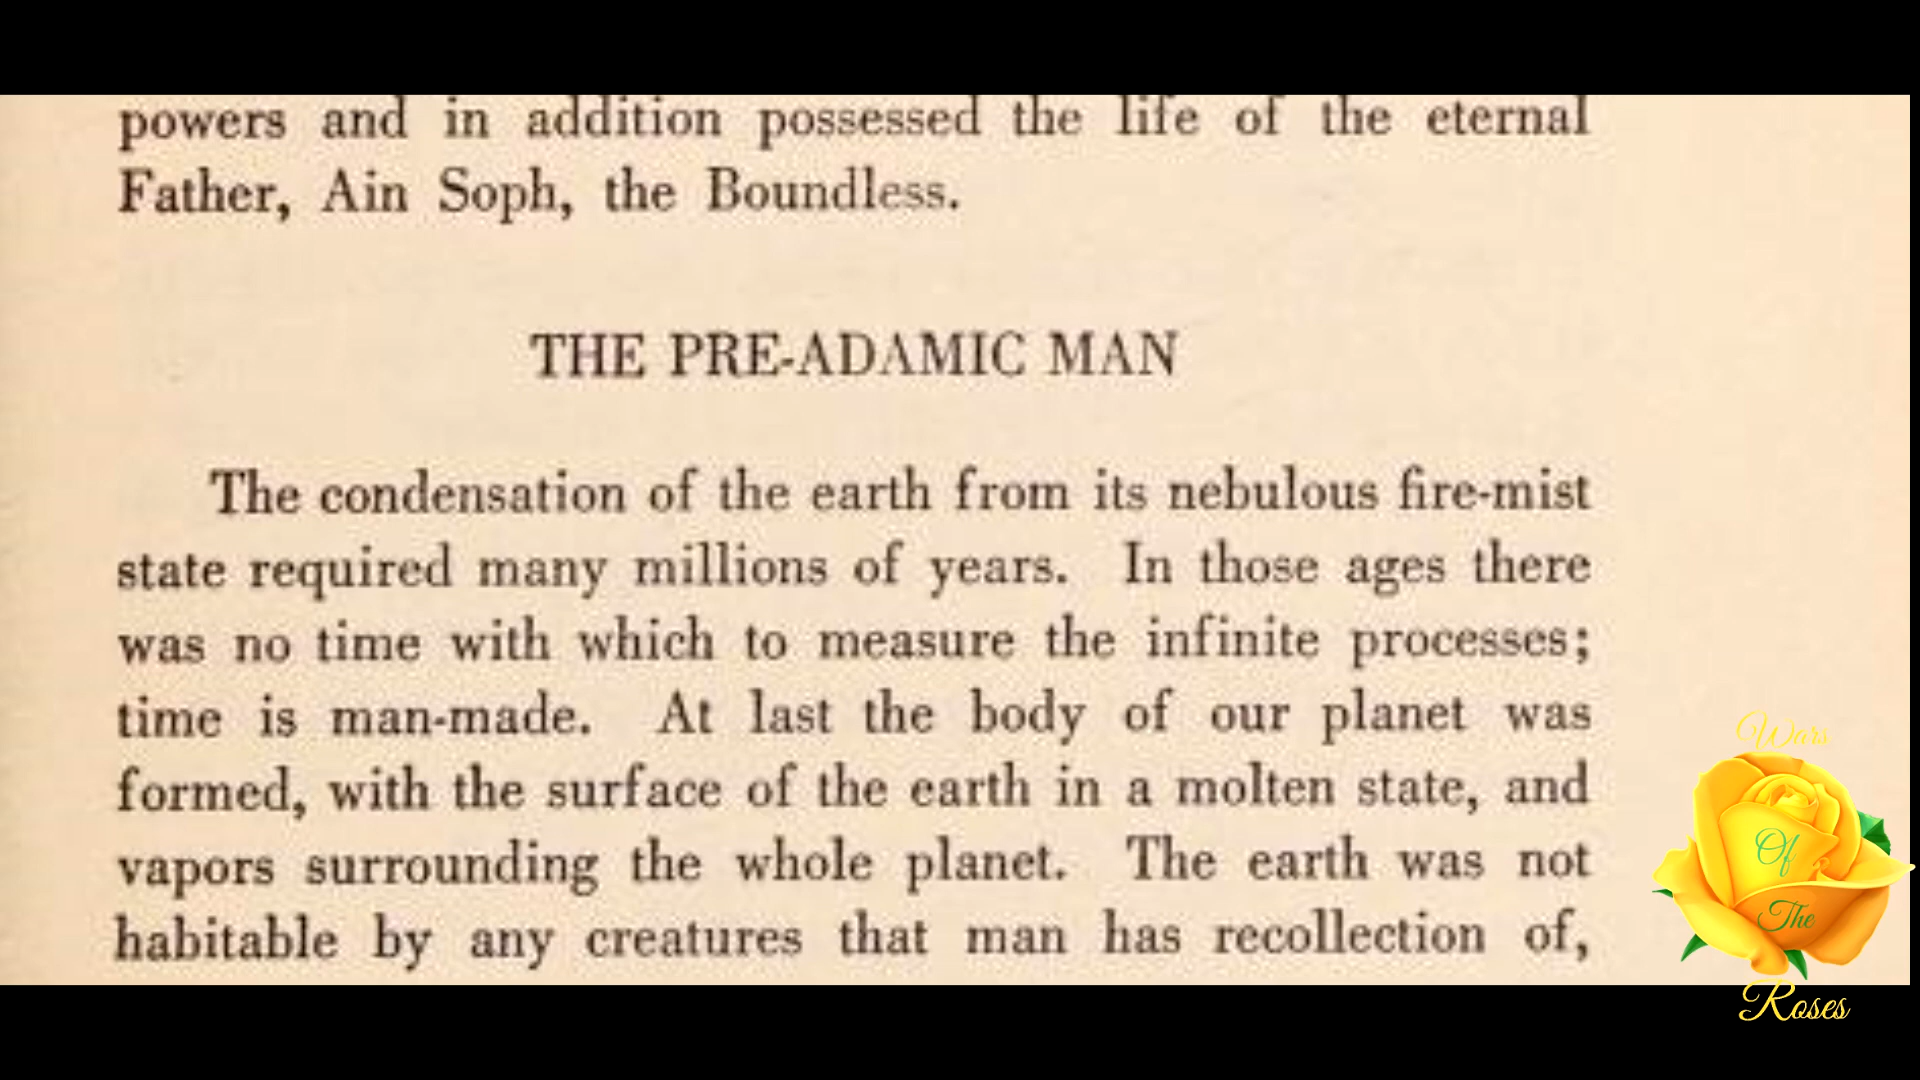 powers and in addition possessed the life of the eternal
Father, Ain Soph, the Boundless.
THE PRE-ADAMIC MAN
The condensation of the earth from its nebulous fire-mist
state required many millions of years. In those ages there
was no time with which to measure the infinite processes;
time is man-made. At last the body of our planet was
formed, with the surface of the earth in a molten state, and
vapors surrounding the whole planet. The earth was not
habitable by any creatures that man has recollection of,
Wars
Of
The
Roses